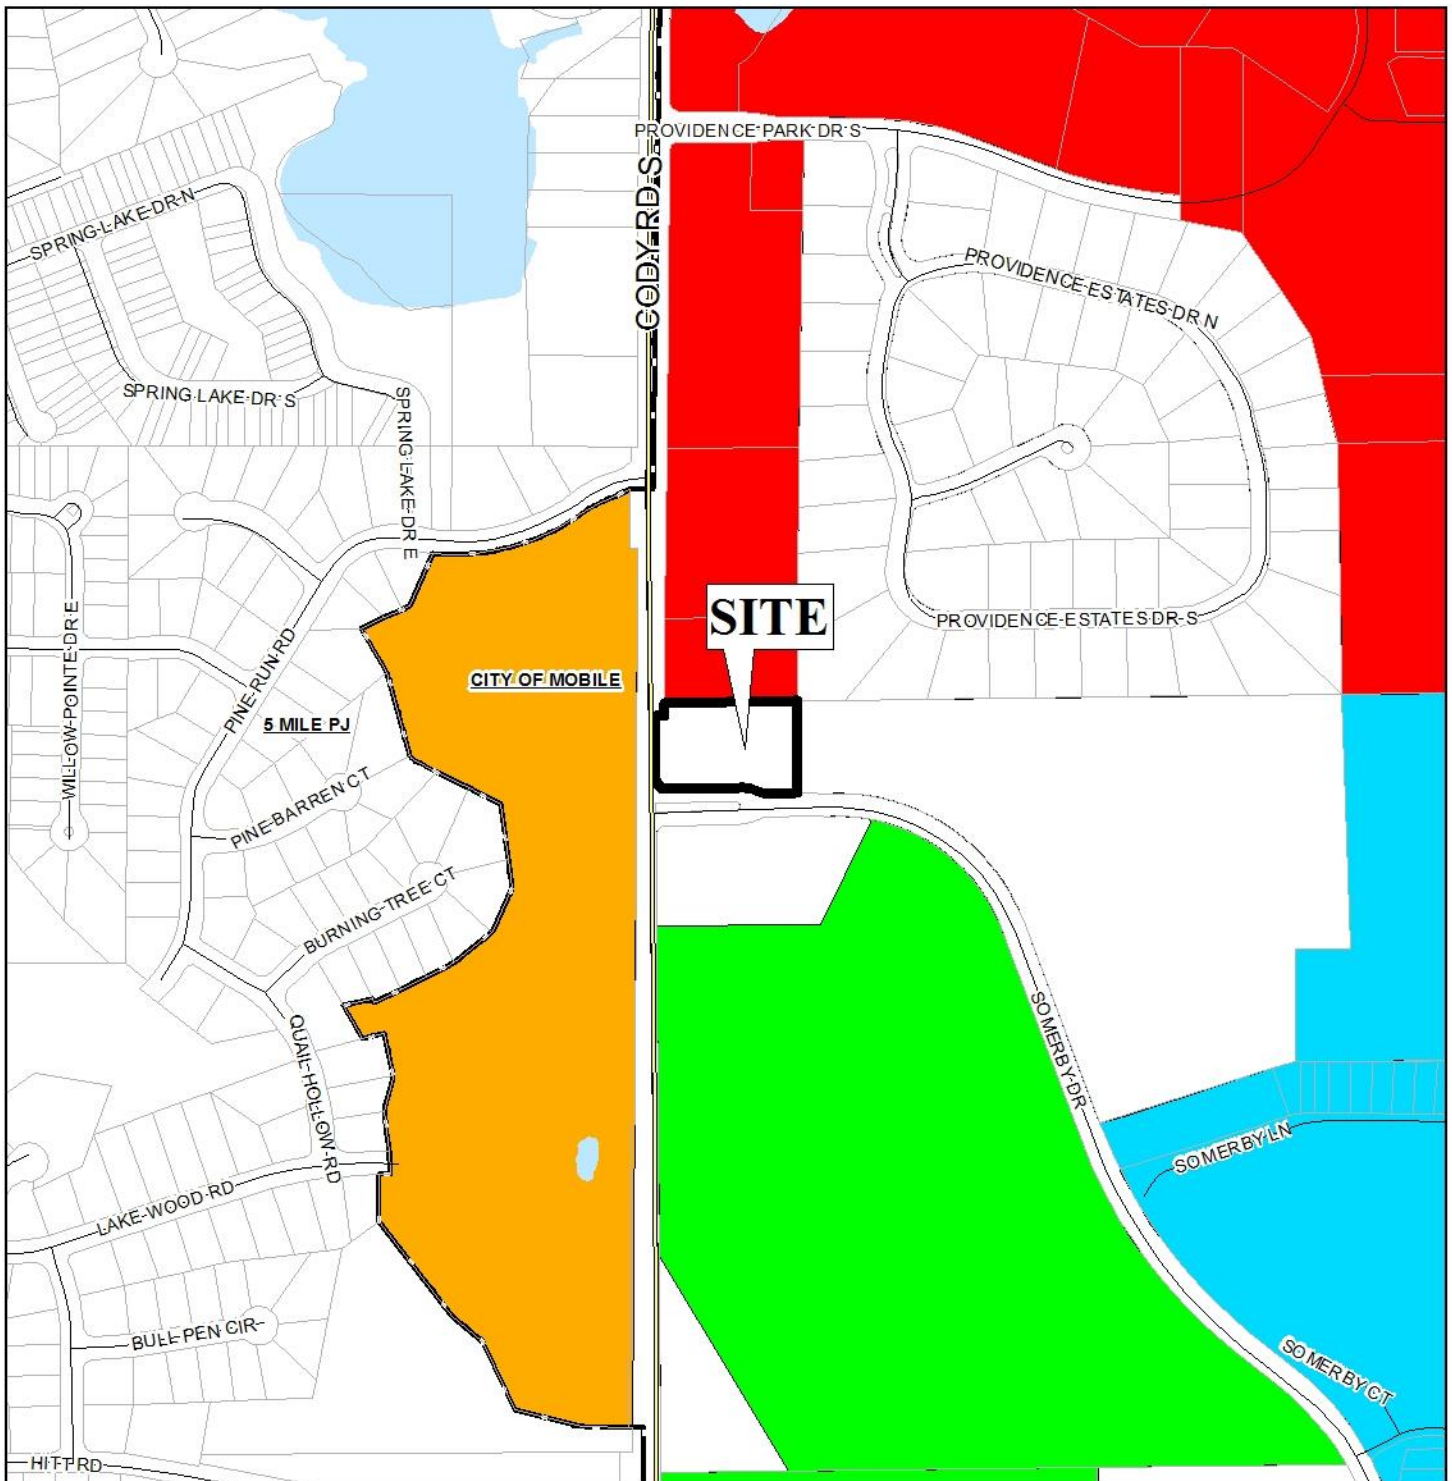 PROVIDENCE PARK DR S
CODY RD S
SPRING LAKE DR N
PROVIDENCE ESTATES DR N
SPRING LAKE DR S
SPRING LAKE DR E
SITE
WILLOW POINTE DR E
PROVIDENCE ESTATES DR S
PINE RUN RD
CITY OF MOBILE
5 MILE PJ
PINE BARREN CT
BURNING TREE CT
QUAIL HOLLOW RD
SOMERBY DR
SOMERBY LN
LAKE WOOD RD
BULL PEN CIR
SOMERBY CT
HITT RD